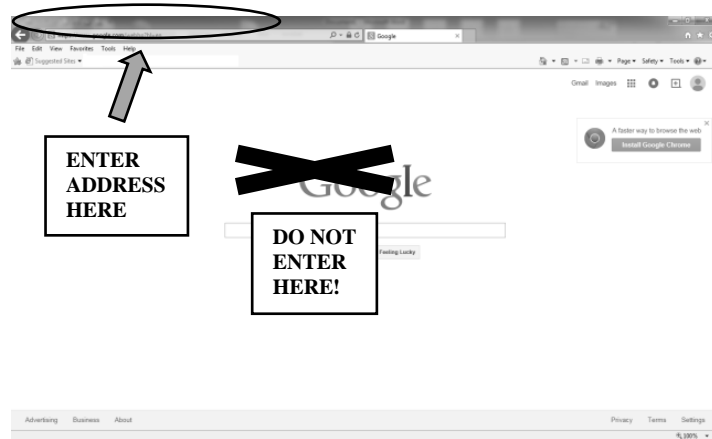 Google
File Edit View Favorites Tools Help
Suggested Sites
Page Safety Tools
Gmail Images
A faster way to browse the web
Install Google Chrome
ENTER
ADDRESS
HERE
Google
DO NOT
ENTER
HERE!
Feeling Lucky
Advertising Business About
Privacy Terms Settings
100%